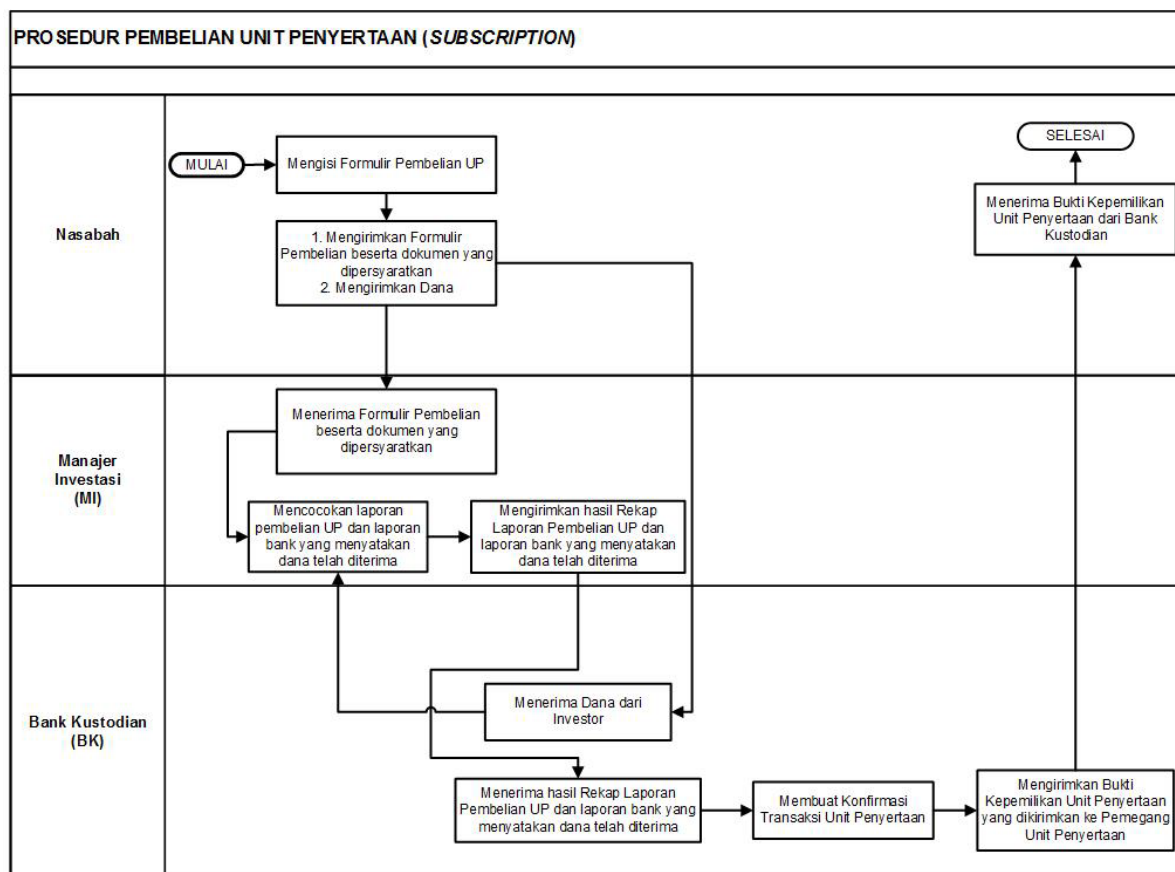 PROSEDUR PEMBELIAN UNIT PENYERTAAN (SUBSCRIPTION)
Nasabah
MULAI
Mengisi Formulir Pembelian UP
1. Mengirimkan Formulir
Pembelian beserta dokumen yang
dipersyaratkan
2. Mengirimkan Dana
SELESAI
Menerima Bukti Kepemilikan
Unit Penyertaan dari Bank
Kustodian
Manajer
Investasi
(MI)
Menerima Formulir Pembelian
beserta dokumen yang
dipersyaratkan
Mencocokan laporan
pembelian UP dan laporan
bank yang menyatakan
dana telah diterima
Mengirimkan hasil Rekap
Laporan Pembelian UP dan
laporan bank yang menyatakan
dana telah diterima
Bank Kustodian
(BK)
Menerima Dana dari
Investor
Menerima hasil Rekap Laporan
Pembelian UP dan laporan bank yang
menyatakan dana telah diterima
Membuat Konfirmasi
Transaksi Unit Penyertaan
Mengirimkan Bukti
Kepemilikan Unit Penyertaan
yang dikirimkan ke Pemegang
Unit Penyertaan